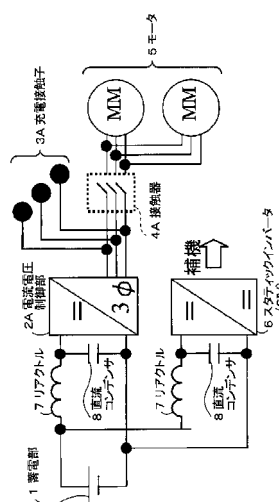 1 蓄電部
7 リアクトル
8 直流
コンデンサ
2A 電流電圧
制御部
3φ
3A 充電接触子
4A 接触器
MM
MM
5 モータ
7 リアクトル
8 直流
コンデンサ
補機
6 スタティックインバータ